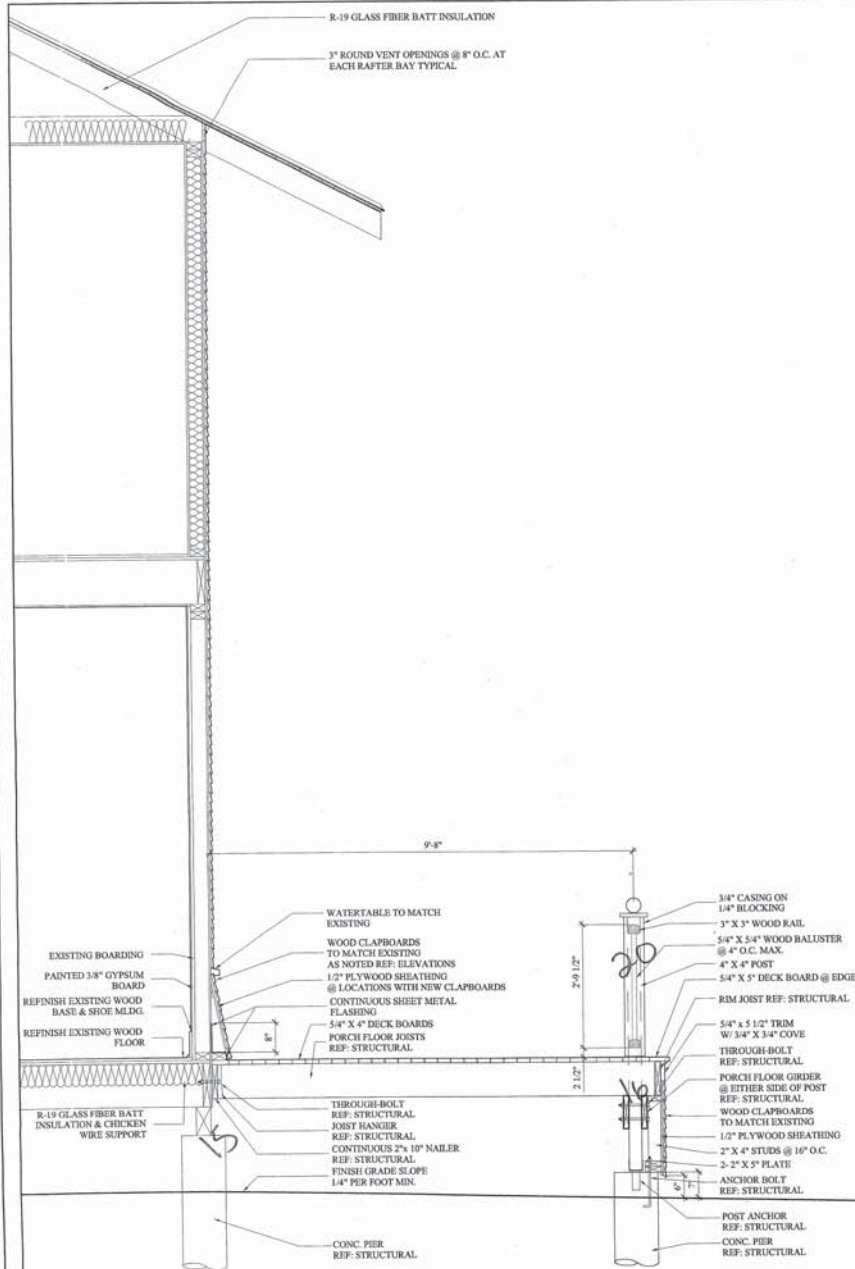 R-19 GLASS FIBER BATT INSULATION
3" ROUND VENT OPENINGS @ 8" O.C. AT
EACH RAFTER BAY TYPICAL
9'-8"
WATERTABLE TO MATCH
EXISTING
WOOD CLAPBOARDS
TO MATCH EXISTING
AS NOTED REF: ELEVATIONS
1/2" PLYWOOD SHEATHING
@ LOCATIONS WITH NEW CLAPBOARDS
CONTINUOUS SHEET METAL
FLASHING
5/4" X 4" DECK BOARDS
PORCH FLOOR JOISTS
REF: STRUCTURAL
EXISTING BOARDING
PAINTED 3/8" GYPSUM
BOARD
REFINISH EXISTING WOOD
BASE & SHOE MLDG.
REFINISH EXISTING WOOD
FLOOR
R-19 GLASS FIBER BATT
INSULATION & CHICKEN
WIRE SUPPORT
8"
15
THROUGH-BOLT
REF: STRUCTURAL
JOIST HANGER
REF: STRUCTURAL
CONTINUOUS 2"x 10" NAILER
REF: STRUCTURAL
FINISH GRADE SLOPE
1/4" PER FOOT MIN.
CONC. PIER
REF: STRUCTURAL
2'-9 1/2"
2 1/2"
20
16
6"
7"
3/4" CASING ON
1/4" BLOCKING
3" X 3" WOOD RAIL
5/4" X 5/4" WOOD BALUSTER
@ 4" O.C. MAX.
4" X 4" POST
5/4" X 5" DECK BOARD @ EDGE
RIM JOIST REF: STRUCTURAL
5/4" x 5 1/2" TRIM
W/ 3/4" X 3/4" COVE
THROUGH-BOLT
REF: STRUCTURAL
PORCH FLOOR GIRDER
@ EITHER SIDE OF POST
REF: STRUCTURAL
WOOD CLAPBOARDS
TO MATCH EXISTING
1/2" PLYWOOD SHEATHING
2" X 4" STUDS @ 16" O.C.
2- 2" X 5" PLATE
ANCHOR BOLT
REF: STRUCTURAL
POST ANCHOR
REF: STRUCTURAL
CONC. PIER
REF: STRUCTURAL